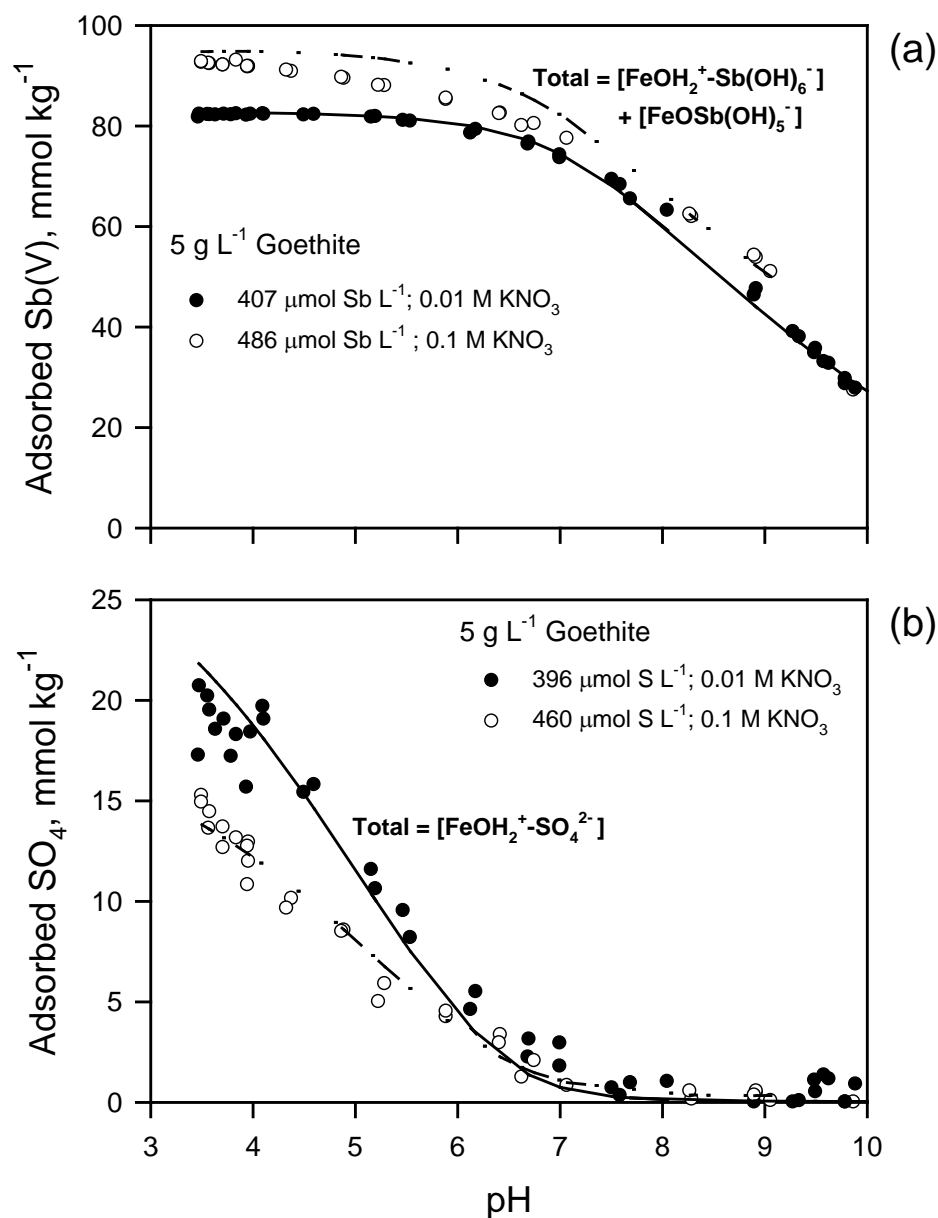 (a)
100
80
60
40
20
0
Adsorbed Sb(V), mmol kg⁻¹
Total = [FeOH₂⁺-Sb(OH)₆⁻]
+ [FeOSb(OH)₅⁻]
5 g L⁻¹ Goethite
407 μmol Sb L⁻¹; 0.01 M KNO₃
486 μmol Sb L⁻¹ ; 0.1 M KNO₃
(b)
25
20
15
10
5
0
Adsorbed SO₄, mmol kg⁻¹
5 g L⁻¹ Goethite
396 μmol S L⁻¹; 0.01 M KNO₃
460 μmol S L⁻¹; 0.1 M KNO₃
Total = [FeOH₂⁺-SO₄²⁻]
3 4 5 6 7 8 9 10
pH